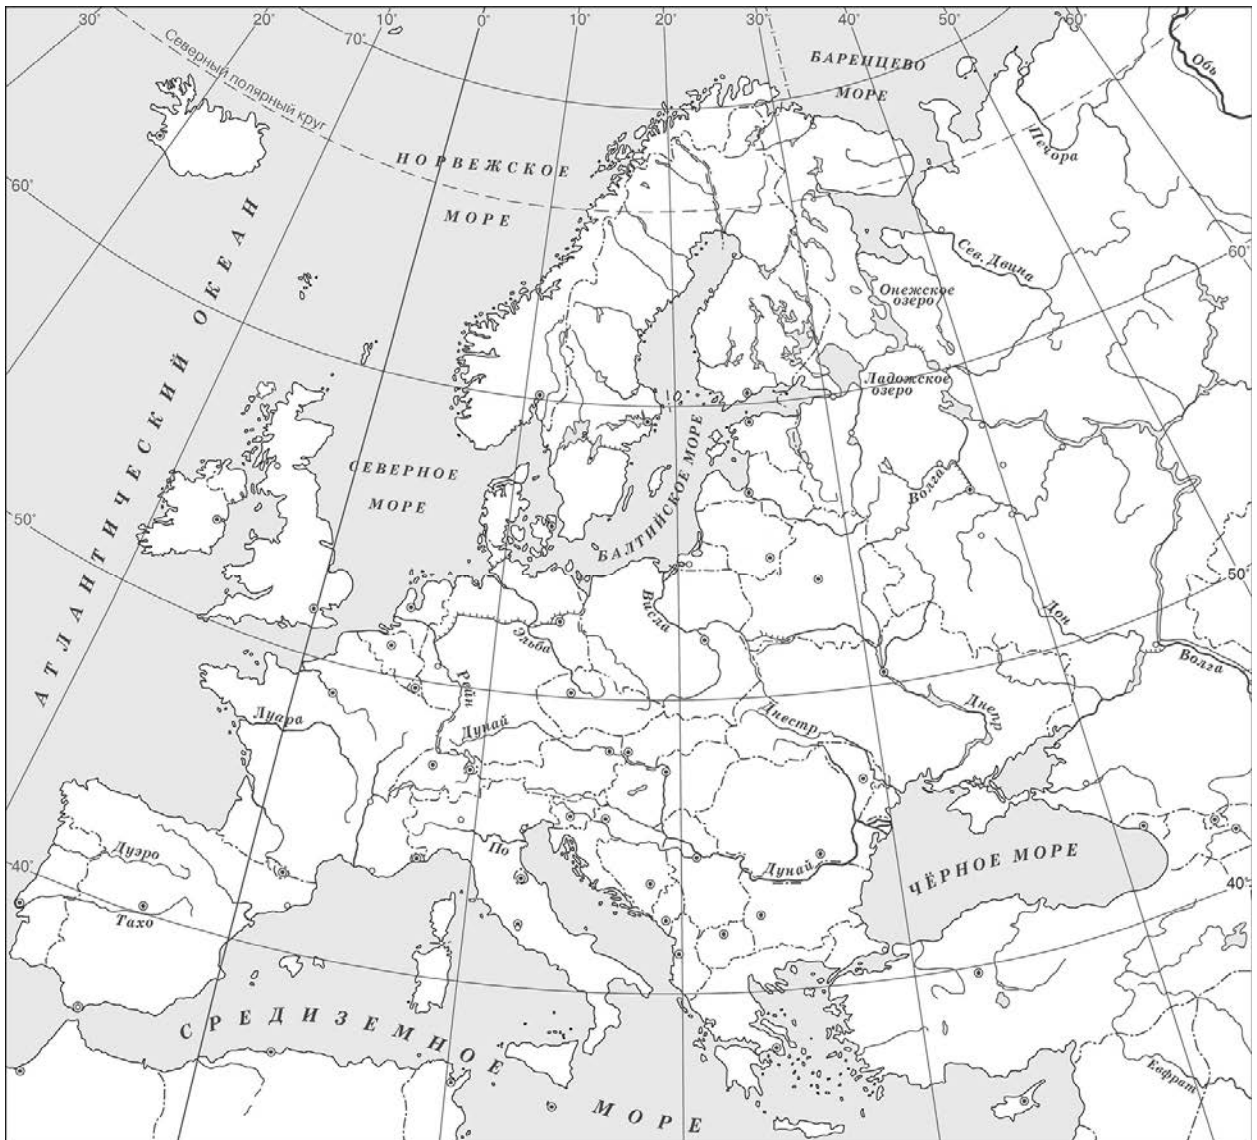 30°
20°
10°
0°
10°
20°
30°
40°
50°
60°
70°
Северный полярный круг
БАРЕНЦЕВО
МОРЕ
Обь
Печора
НОРВЕЖСКОЕ
МОРЕ
60°
60°
Сев. Двина
Онежское
озеро
Ладожское
озеро
АТЛАНТИЧЕСКИЙ ОКЕАН
СЕВЕРНОЕ
МОРЕ
БАЛТИЙСКОЕ МОРЕ
Волга
50°
50°
Висла
Эльба
Рейн
Дон
Волга
Луара
Дунай
Днестр
Днепр
По
Дунай
ЧЁРНОЕ МОРЕ
40°
40°
Дуэро
Тахо
СРЕДИЗЕМНОЕ
МОРЕ
Евфрат